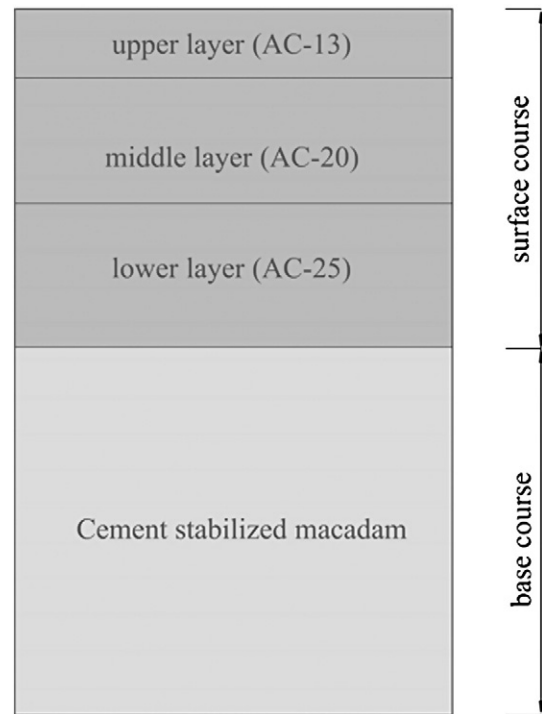 upper layer (AC-13)
middle layer (AC-20)
lower layer (AC-25)
surface course
Cement stabilized macadam
base course